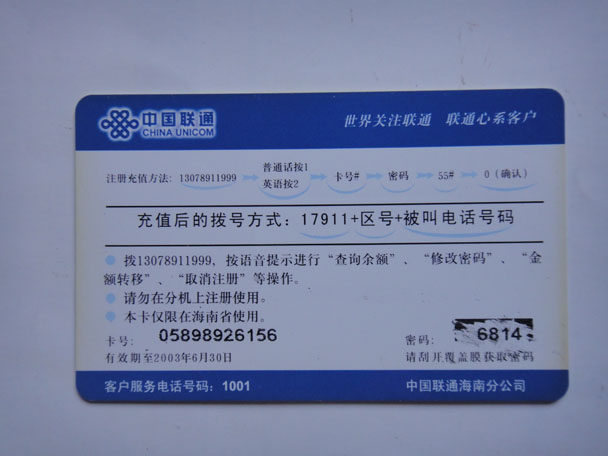 中国联通
CHINA UNICOM
世界关注联通 联通心系客户
注册充值方法: 13078911999 普通话按1 英语按2 卡号# 密码 55# 0 (确认)
充值后的拨号方式: 17911+区号+被叫电话号码
拨13078911999, 按语音提示进行“查询余额”、“修改密码”、“金
额转移”、“取消注册”等操作。
请勿在分机上注册使用。
本卡仅限在海南省使用。
卡号: 05898926156 密码: 6814
有效期至2003年6月30日 请刮开覆盖膜获取密码
客户服务电话号码: 1001 中国联通海南分公司